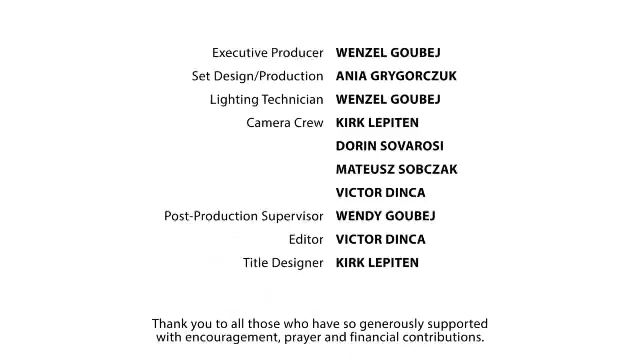 Executive Producer WENZEL GOUBEJ
Set Design/Production ANIA GRYGORCZUK
Lighting Technician WENZEL GOUBEJ
Camera Crew KIRK LEPITEN
DORIN SOVAROSI
MATEUSZ SOBCZAK
VICTOR DINCA
Post-Production Supervisor WENDY GOUBEJ
Editor VICTOR DINCA
Title Designer KIRK LEPITEN
Thank you to all those who have so generously supported
with encouragement, prayer and financial contributions.